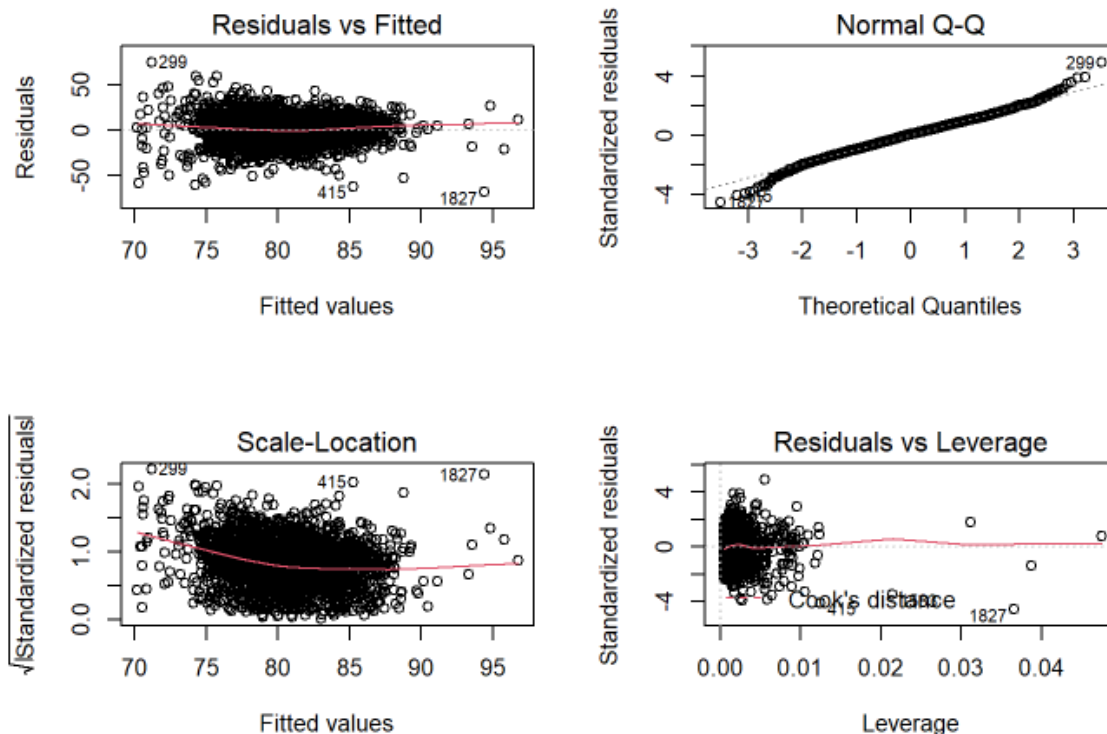 Residuals vs Fitted
Residuals
50
0
-50
299
415
1827
70 75 80 85 90 95
Fitted values
Normal Q-Q
Standardized residuals
4
0
-4
299
1827
-3 -2 -1 0 1 2 3
Theoretical Quantiles
Scale-Location
√|Standardized residuals|
2.0
1.0
0.0
299
415
1827
70 75 80 85 90 95
Fitted values
Residuals vs Leverage
Standardized residuals
4
0
-4
Cook's distance
415
1827
0.00 0.01 0.02 0.03 0.04
Leverage